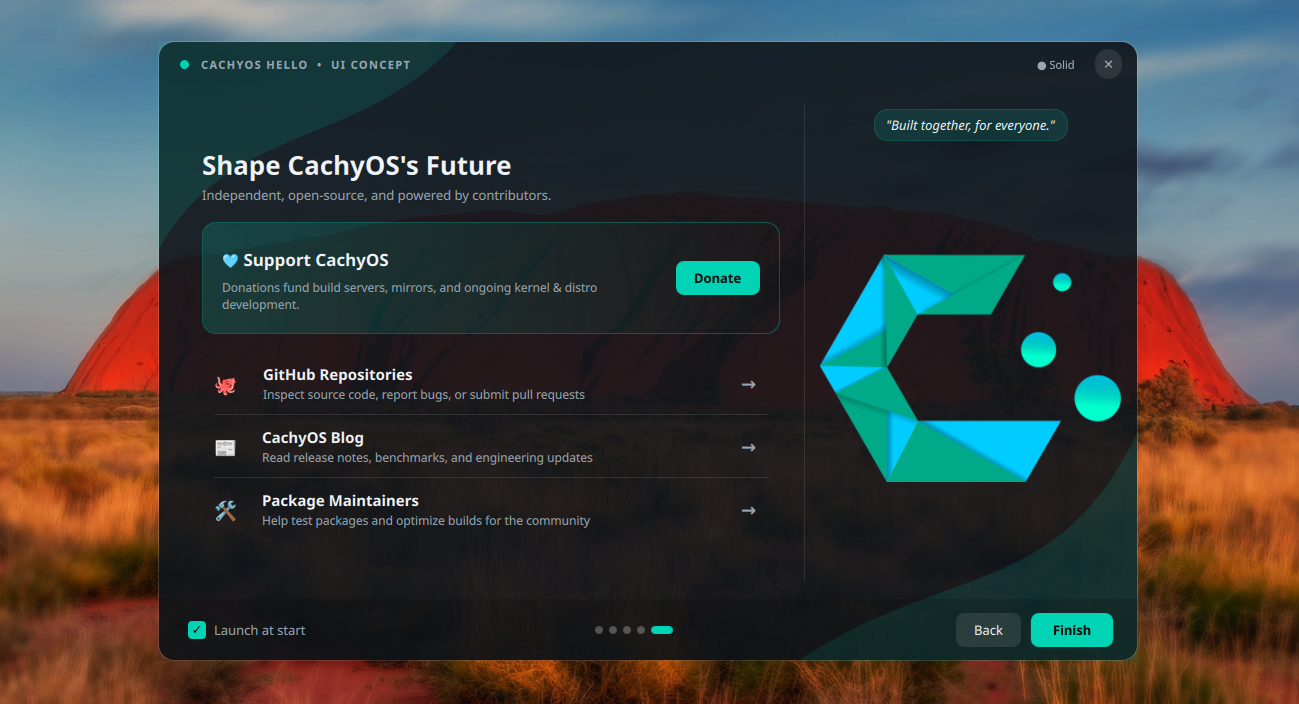 CACHYOS HELLO • UI CONCEPT
Solid
✕
"Built together, for everyone."
Shape CachyOS's Future
Independent, open-source, and powered by contributors.
🩵 Support CachyOS
Donations fund build servers, mirrors, and ongoing kernel & distro
development.
Donate
GitHub Repositories
Inspect source code, report bugs, or submit pull requests
→
CachyOS Blog
Read release notes, benchmarks, and engineering updates
→
Package Maintainers
Help test packages and optimize builds for the community
→
✓ Launch at start
Back
Finish